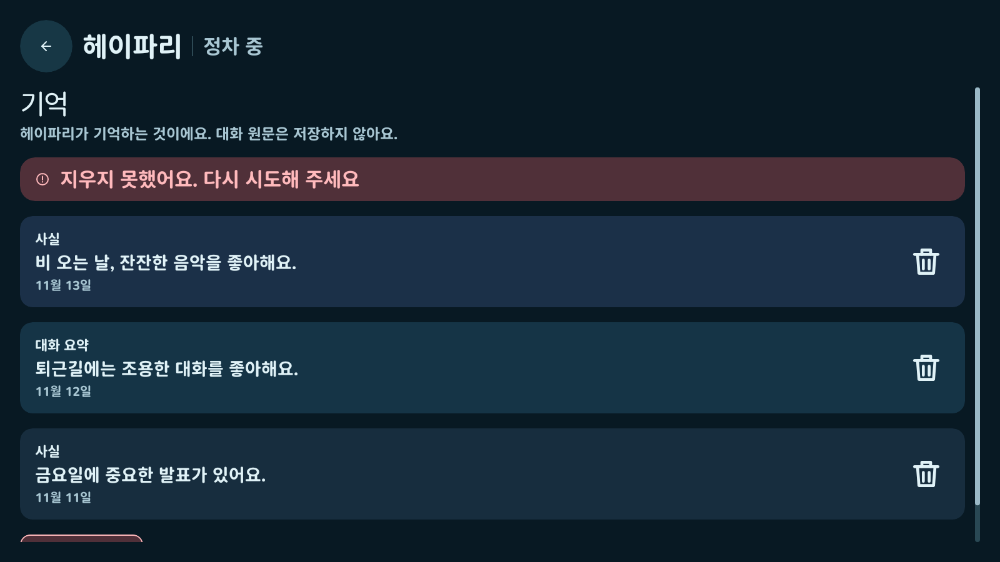 헤이파리 정차 중
기억
헤이파리가 기억하는 것이에요. 대화 원문은 저장하지 않아요.
지우지 못했어요. 다시 시도해 주세요
사실
비 오는 날, 잔잔한 음악을 좋아해요.
11월 13일
대화 요약
퇴근길에는 조용한 대화를 좋아해요.
11월 12일
사실
금요일에 중요한 발표가 있어요.
11월 11일